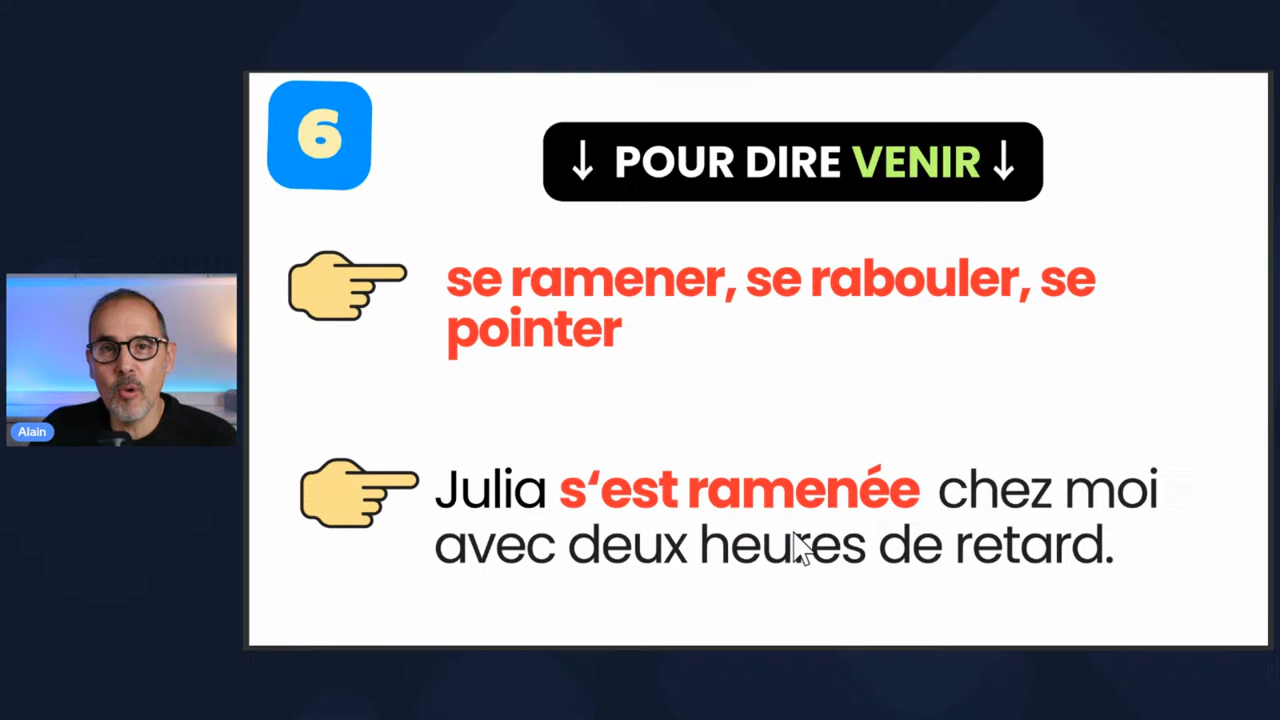 6
↓ POUR DIRE VENIR ↓
se ramener, se rabouler, se
pointer
Alain
Julia s‘est ramenée chez moi
avec deux heures de retard.